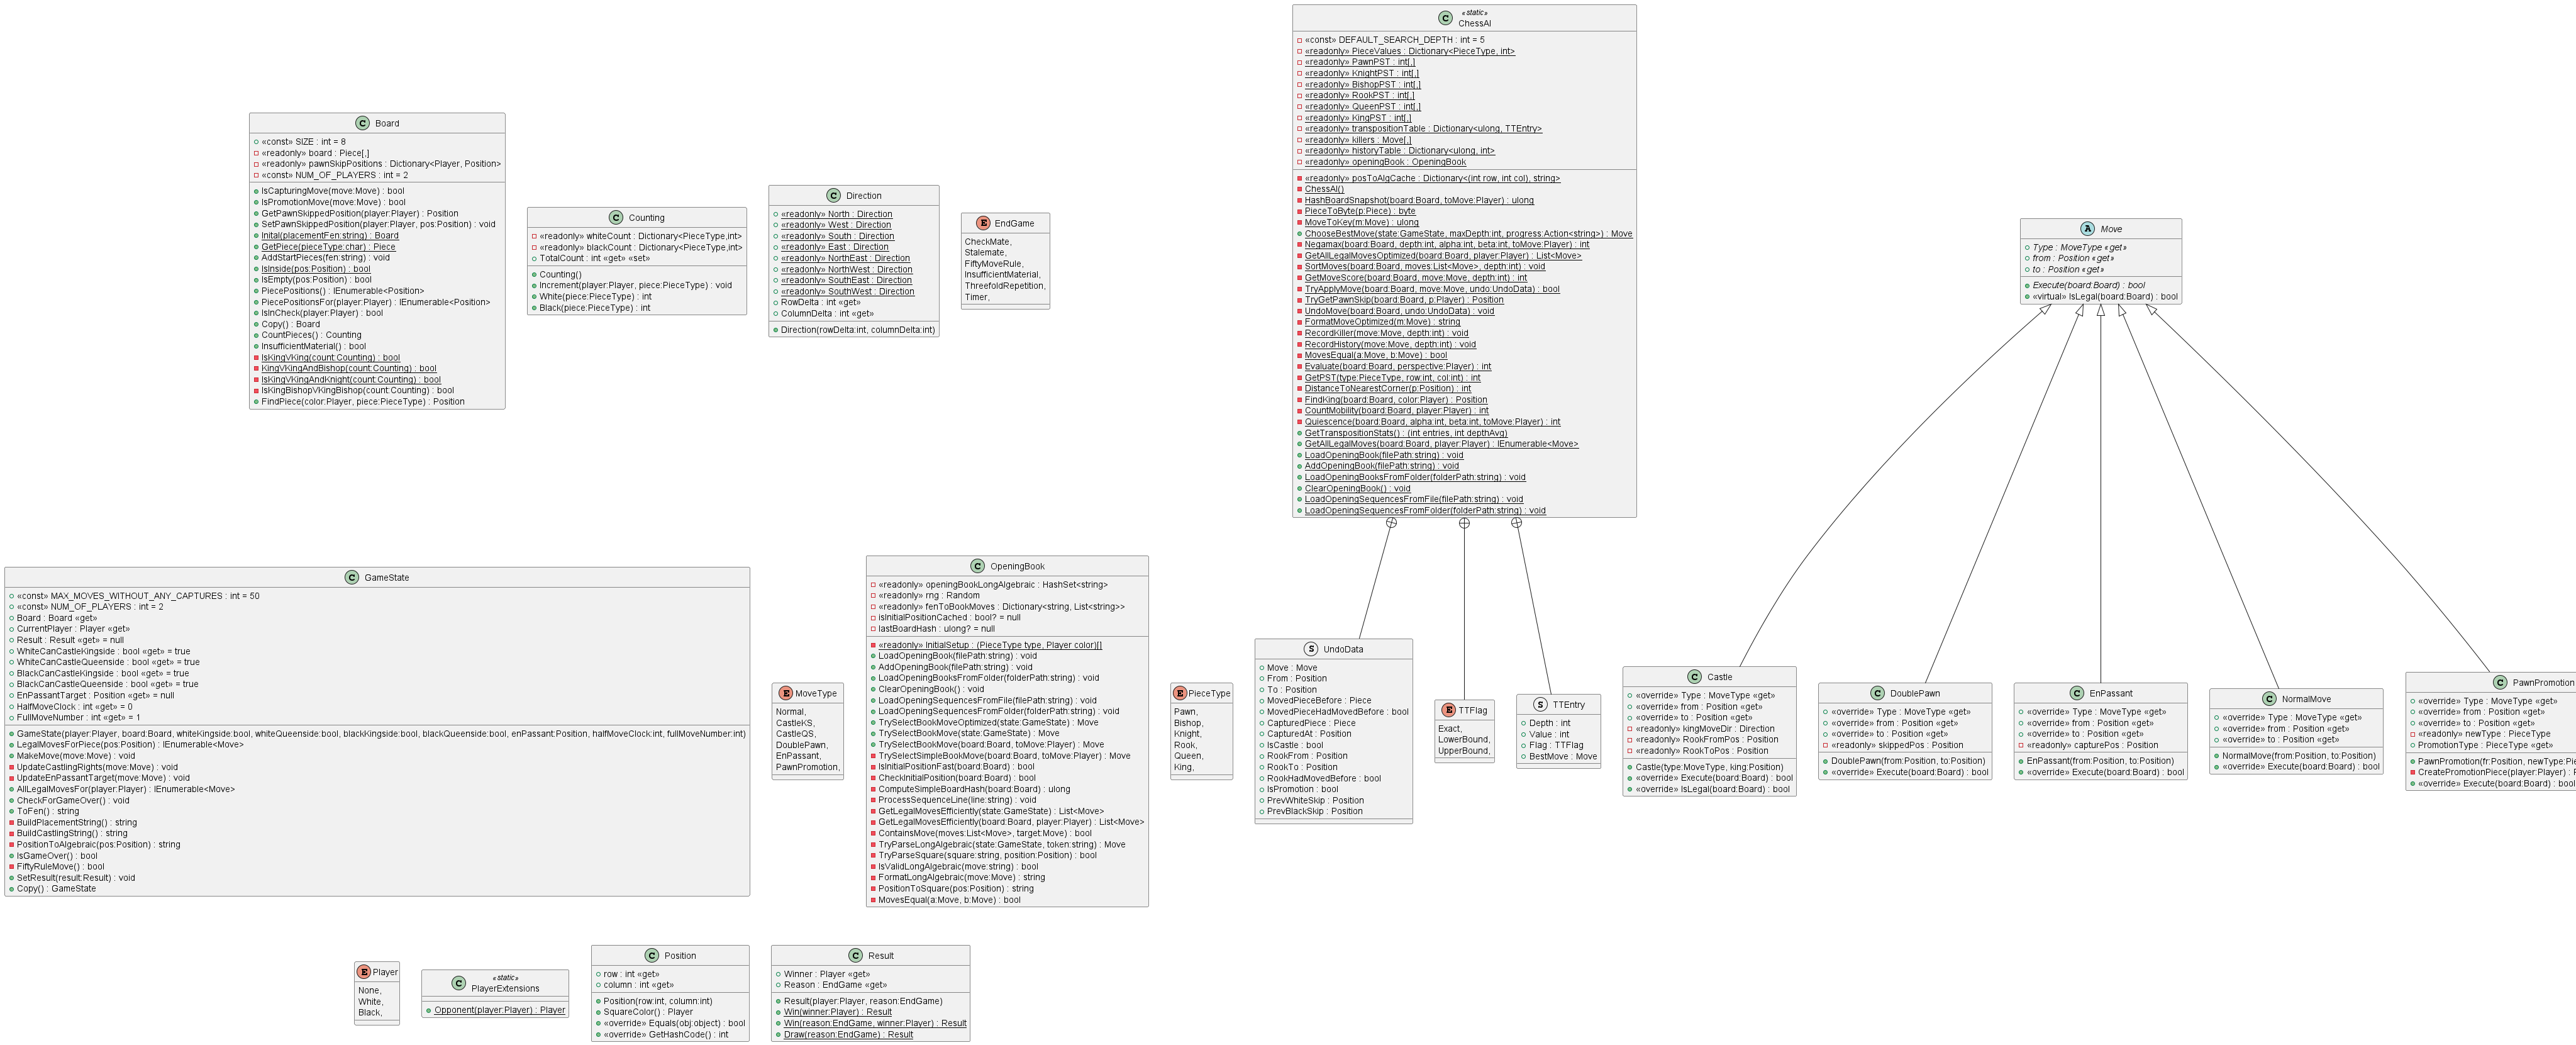 Board
«const» SIZE : int = 8
«readonly» board : Piece[,]
«readonly» pawnSkipPositions : Dictionary<Player, Position>
«const» NUM_OF_PLAYERS : int = 2
IsCapturingMove(move:Move) : bool
IsPromotionMove(move:Move) : bool
GetPawnSkippedPosition(player:Player) : Position
SetPawnSkippedPosition(player:Player, pos:Position) : void
Inital(placementFen:string) : Board
GetPiece(pieceType:char) : Piece
AddStartPieces(fen:string) : void
IsInside(pos:Position) : bool
IsEmpty(pos:Position) : bool
PiecePositions() : IEnumerable<Position>
PiecePositionsFor(player:Player) : IEnumerable<Position>
IsInCheck(player:Player) : bool
Copy() : Board
CountPieces() : Counting
InsufficientMaterial() : bool
IsKingVKing(count:Counting) : bool
KingVKingAndBishop(count:Counting) : bool
IsKingVKingAndKnight(count:Counting) : bool
IsKingBishopVKingBishop(count:Counting) : bool
FindPiece(color:Player, piece:PieceType) : Position
Counting
«readonly» whiteCount : Dictionary<PieceType,int>
«readonly» blackCount : Dictionary<PieceType,int>
TotalCount : int «get» «set»
Counting()
Increment(player:Player, piece:PieceType) : void
White(piece:PieceType) : int
Black(piece:PieceType) : int
Direction
«readonly» North : Direction
«readonly» West : Direction
«readonly» South : Direction
«readonly» East : Direction
«readonly» NorthEast : Direction
«readonly» NorthWest : Direction
«readonly» SouthEast : Direction
«readonly» SouthWest : Direction
RowDelta : int «get»
ColumnDelta : int «get»
Direction(rowDelta:int, columnDelta:int)
EndGame
CheckMate,
Stalemate,
FiftyMoveRule,
InsufficientMaterial,
ThreefoldRepetition,
Timer,
«static»
ChessAI
«const» DEFAULT_SEARCH_DEPTH : int = 5
«readonly» PieceValues : Dictionary<PieceType, int>
«readonly» PawnPST : int[,]
«readonly» KnightPST : int[,]
«readonly» BishopPST : int[,]
«readonly» RookPST : int[,]
«readonly» QueenPST : int[,]
«readonly» KingPST : int[,]
«readonly» transpositionTable : Dictionary<ulong, TTEntry>
«readonly» killers : Move[,]
«readonly» historyTable : Dictionary<ulong, int>
«readonly» openingBook : OpeningBook
«readonly» posToAlgCache : Dictionary<(int row, int col), string>
ChessAI()
HashBoardSnapshot(board:Board, toMove:Player) : ulong
PieceToByte(p:Piece) : byte
MoveToKey(m:Move) : ulong
ChooseBestMove(state:GameState, maxDepth:int, progress:Action<string>) : Move
Negamax(board:Board, depth:int, alpha:int, beta:int, toMove:Player) : int
GetAllLegalMovesOptimized(board:Board, player:Player) : List<Move>
SortMoves(board:Board, moves:List<Move>, depth:int) : void
GetMoveScore(board:Board, move:Move, depth:int) : int
TryApplyMove(board:Board, move:Move, undo:UndoData) : bool
TryGetPawnSkip(board:Board, p:Player) : Position
UndoMove(board:Board, undo:UndoData) : void
FormatMoveOptimized(m:Move) : string
RecordKiller(move:Move, depth:int) : void
RecordHistory(move:Move, depth:int) : void
MovesEqual(a:Move, b:Move) : bool
Evaluate(board:Board, perspective:Player) : int
GetPST(type:PieceType, row:int, col:int) : int
DistanceToNearestCorner(p:Position) : int
FindKing(board:Board, color:Player) : Position
CountMobility(board:Board, player:Player) : int
Quiescence(board:Board, alpha:int, beta:int, toMove:Player) : int
GetTranspositionStats() : (int entries, int depthAvg)
GetAllLegalMoves(board:Board, player:Player) : IEnumerable<Move>
LoadOpeningBook(filePath:string) : void
AddOpeningBook(filePath:string) : void
LoadOpeningBooksFromFolder(folderPath:string) : void
ClearOpeningBook() : void
LoadOpeningSequencesFromFile(filePath:string) : void
LoadOpeningSequencesFromFolder(folderPath:string) : void
Move
Type : MoveType «get»
from : Position «get»
to : Position «get»
Execute(board:Board) : bool
«virtual» IsLegal(board:Board) : bool
GameState
«const» MAX_MOVES_WITHOUT_ANY_CAPTURES : int = 50
«const» NUM_OF_PLAYERS : int = 2
Board : Board «get»
CurrentPlayer : Player «get»
Result : Result «get» = null
WhiteCanCastleKingside : bool «get» = true
WhiteCanCastleQueenside : bool «get» = true
BlackCanCastleKingside : bool «get» = true
BlackCanCastleQueenside : bool «get» = true
EnPassantTarget : Position «get» = null
HalfMoveClock : int «get» = 0
FullMoveNumber : int «get» = 1
GameState(player:Player, board:Board, whiteKingside:bool, whiteQueenside:bool, blackKingside:bool, blackQueenside:bool, enPassant:Position, halfMoveClock:int, fullMoveNumber:int)
LegalMovesForPiece(pos:Position) : IEnumerable<Move>
MakeMove(move:Move) : void
UpdateCastlingRights(move:Move) : void
UpdateEnPassantTarget(move:Move) : void
AllLegalMovesFor(player:Player) : IEnumerable<Move>
CheckForGameOver() : void
ToFen() : string
BuildPlacementString() : string
BuildCastlingString() : string
PositionToAlgebraic(pos:Position) : string
IsGameOver() : bool
FiftyRuleMove() : bool
SetResult(result:Result) : void
Copy() : GameState
MoveType
Normal,
CastleKS,
CastleQS,
DoublePawn,
EnPassant,
PawnPromotion,
OpeningBook
«readonly» openingBookLongAlgebraic : HashSet<string>
«readonly» rng : Random
«readonly» fenToBookMoves : Dictionary<string, List<string>>
isInitialPositionCached : bool? = null
lastBoardHash : ulong? = null
«readonly» InitialSetup : (PieceType type, Player color)[]
LoadOpeningBook(filePath:string) : void
AddOpeningBook(filePath:string) : void
LoadOpeningBooksFromFolder(folderPath:string) : void
ClearOpeningBook() : void
LoadOpeningSequencesFromFile(filePath:string) : void
LoadOpeningSequencesFromFolder(folderPath:string) : void
TrySelectBookMoveOptimized(state:GameState) : Move
TrySelectBookMove(state:GameState) : Move
TrySelectBookMove(board:Board, toMove:Player) : Move
TrySelectSimpleBookMove(board:Board, toMove:Player) : Move
IsInitialPositionFast(board:Board) : bool
CheckInitialPosition(board:Board) : bool
ComputeSimpleBoardHash(board:Board) : ulong
ProcessSequenceLine(line:string) : void
GetLegalMovesEfficiently(state:GameState) : List<Move>
GetLegalMovesEfficiently(board:Board, player:Player) : List<Move>
ContainsMove(moves:List<Move>, target:Move) : bool
TryParseLongAlgebraic(state:GameState, token:string) : Move
TryParseSquare(square:string, position:Position) : bool
IsValidLongAlgebraic(move:string) : bool
FormatLongAlgebraic(move:Move) : string
PositionToSquare(pos:Position) : string
MovesEqual(a:Move, b:Move) : bool
PieceType
Pawn,
Bishop,
Knight,
Rook,
Queen,
King,
UndoData
Move : Move
From : Position
To : Position
MovedPieceBefore : Piece
MovedPieceHadMovedBefore : bool
CapturedPiece : Piece
CapturedAt : Position
IsCastle : bool
RookFrom : Position
RookTo : Position
RookHadMovedBefore : bool
IsPromotion : bool
PrevWhiteSkip : Position
PrevBlackSkip : Position
TTFlag
Exact,
LowerBound,
UpperBound,
TTEntry
Depth : int
Value : int
Flag : TTFlag
BestMove : Move
Castle
«override» Type : MoveType «get»
«override» from : Position «get»
«override» to : Position «get»
«readonly» kingMoveDir : Direction
«readonly» RookFromPos : Position
«readonly» RookToPos : Position
Castle(type:MoveType, king:Position)
«override» Execute(board:Board) : bool
«override» IsLegal(board:Board) : bool
DoublePawn
«override» Type : MoveType «get»
«override» from : Position «get»
«override» to : Position «get»
«readonly» skippedPos : Position
DoublePawn(from:Position, to:Position)
«override» Execute(board:Board) : bool
EnPassant
«override» Type : MoveType «get»
«override» from : Position «get»
«override» to : Position «get»
«readonly» capturePos : Position
EnPassant(from:Position, to:Position)
«override» Execute(board:Board) : bool
NormalMove
«override» Type : MoveType «get»
«override» from : Position «get»
«override» to : Position «get»
NormalMove(from:Position, to:Position)
«override» Execute(board:Board) : bool
PawnPromotion
«override» Type : MoveType «get»
«override» from : Position «get»
«override» to : Position «get»
«readonly» newType : PieceType
PromotionType : PieceType «get»
PawnPromotion(fr:Position, newType:Pie
CreatePromotionPiece(player:Player) :
«override» Execute(board:Board) : bool
Player
None,
White,
Black,
«static»
PlayerExtensions
Opponent(player:Player) : Player
Position
row : int «get»
column : int «get»
Position(row:int, column:int)
SquareColor() : Player
«override» Equals(obj:object) : bool
«override» GetHashCode() : int
Result
Winner : Player «get»
Reason : EndGame «get»
Result(player:Player, reason:EndGame)
Win(winner:Player) : Result
Win(reason:EndGame, winner:Player) : Result
Draw(reason:EndGame) : Result